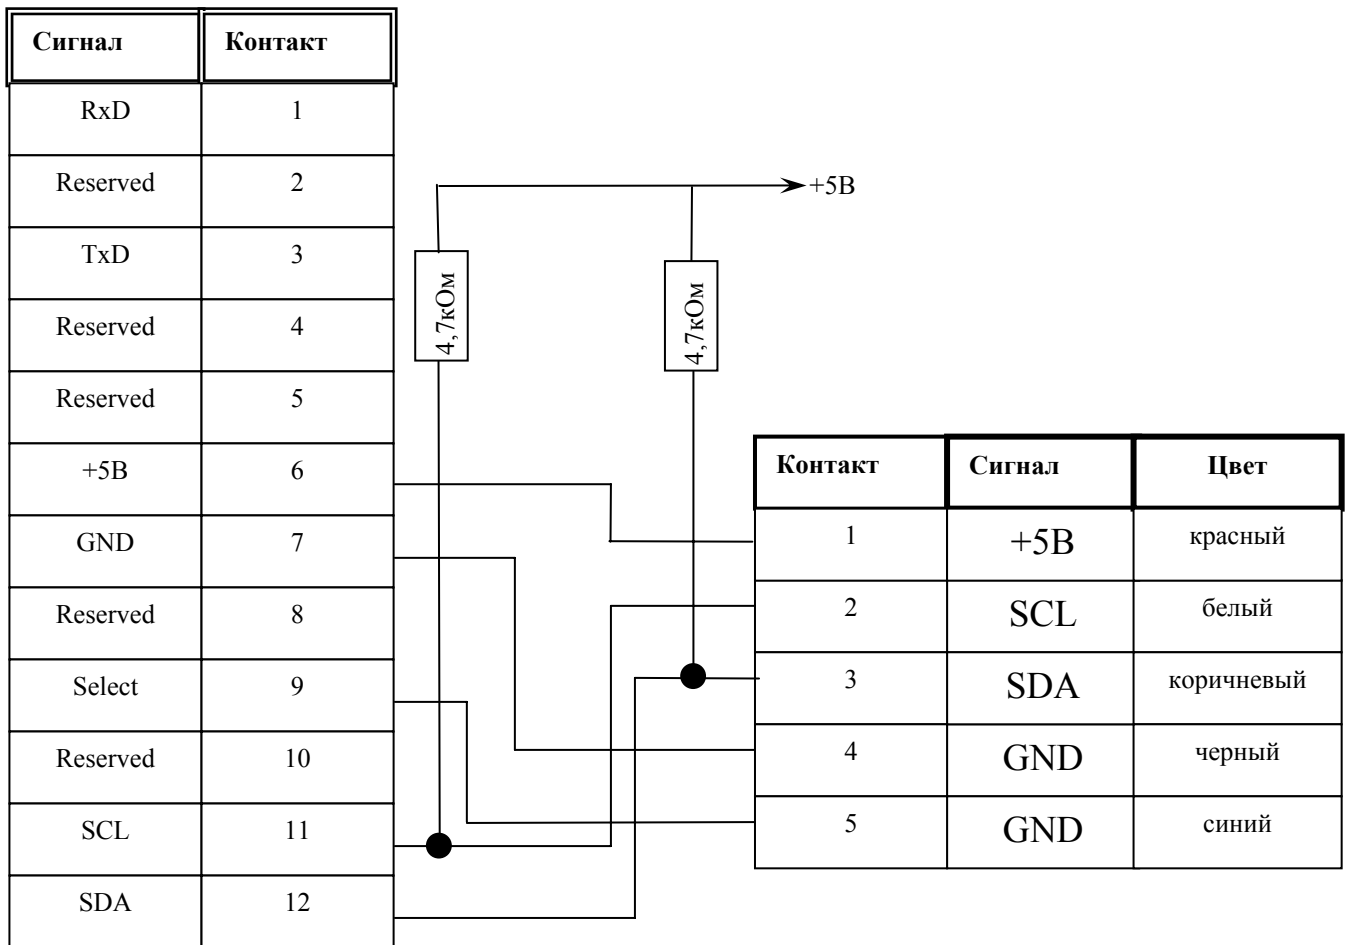 Сигнал Контакт
RxD 1
Reserved 2
TxD 3
Reserved 4
Reserved 5
+5В 6
GND 7
Reserved 8
Select 9
Reserved 10
SCL 11
SDA 12
+5В
4,7кОм
4,7кОм
Контакт Сигнал Цвет
1 +5В красный
2 SCL белый
3 SDA коричневый
4 GND черный
5 GND синий